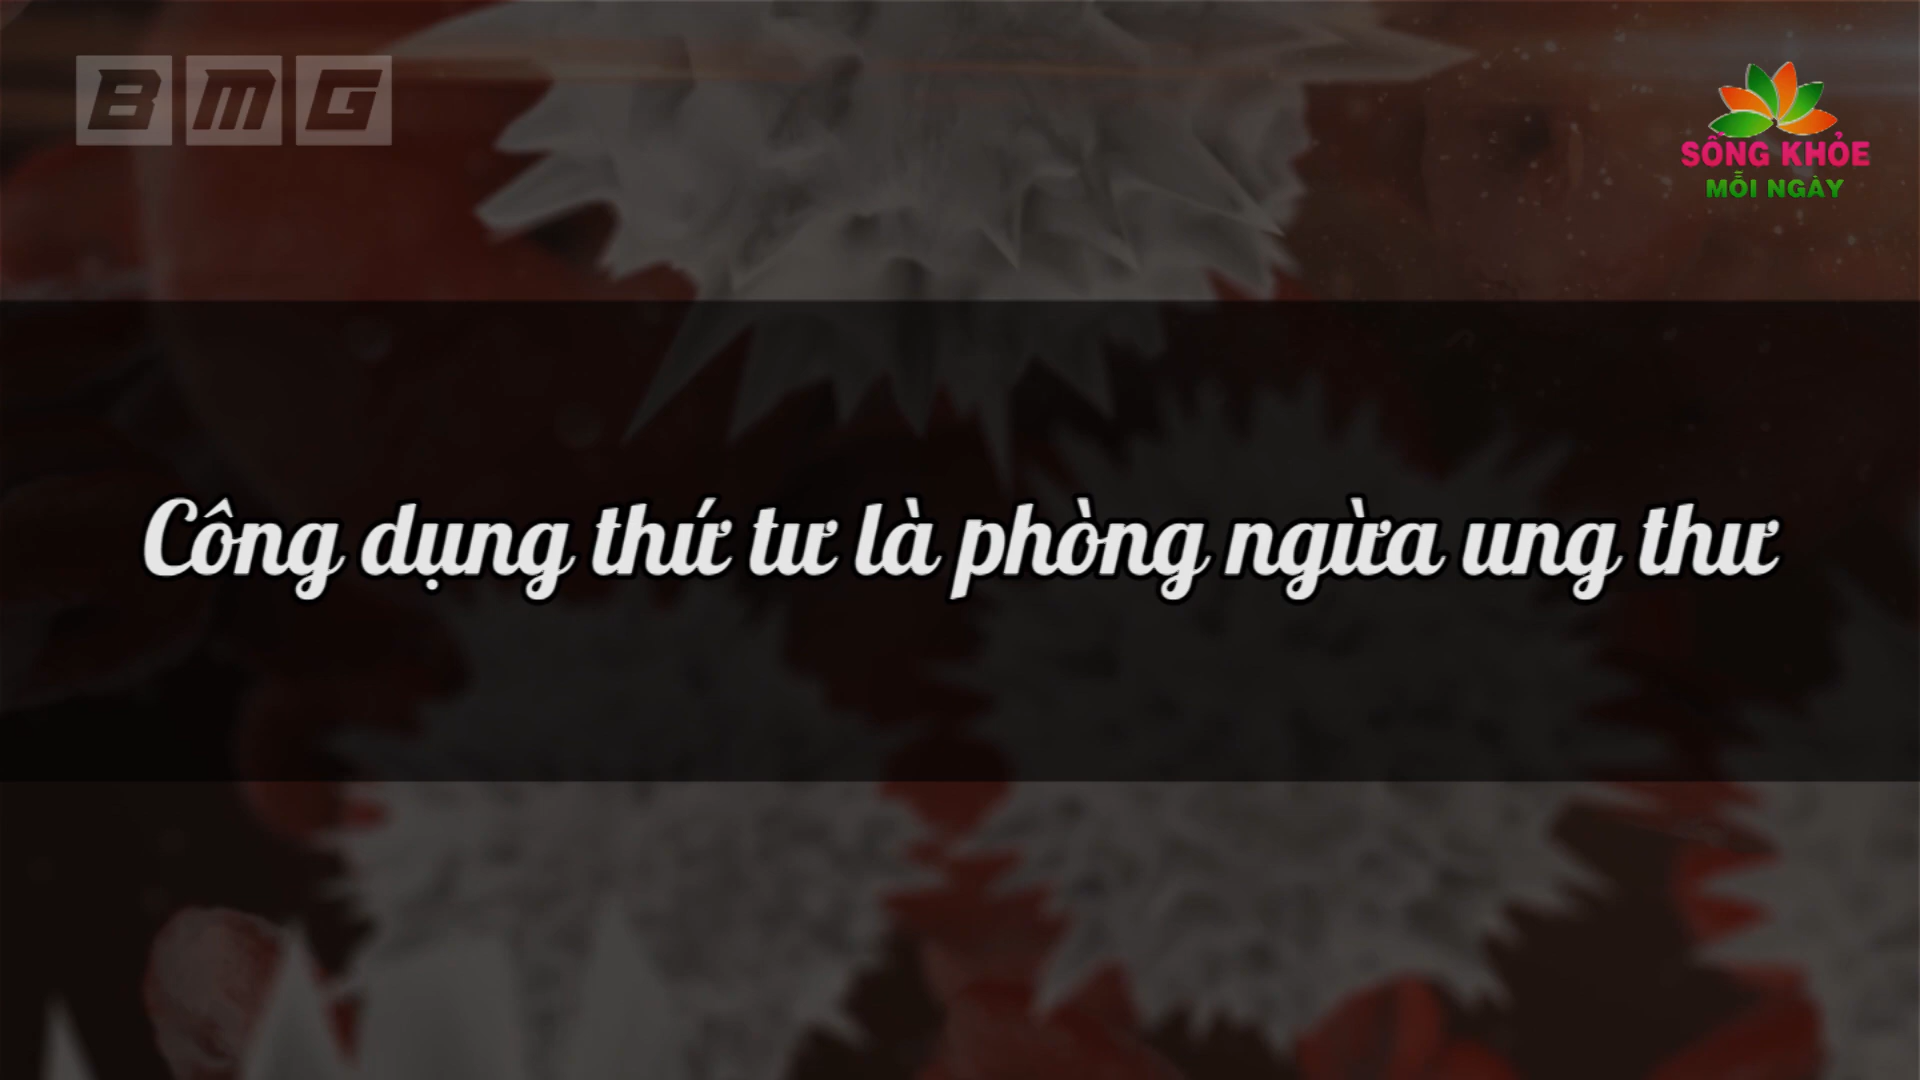 BMG
SỐNG KHỎE
MỖI NGÀY
Công dụng thứ tư là phòng ngừa ung thư